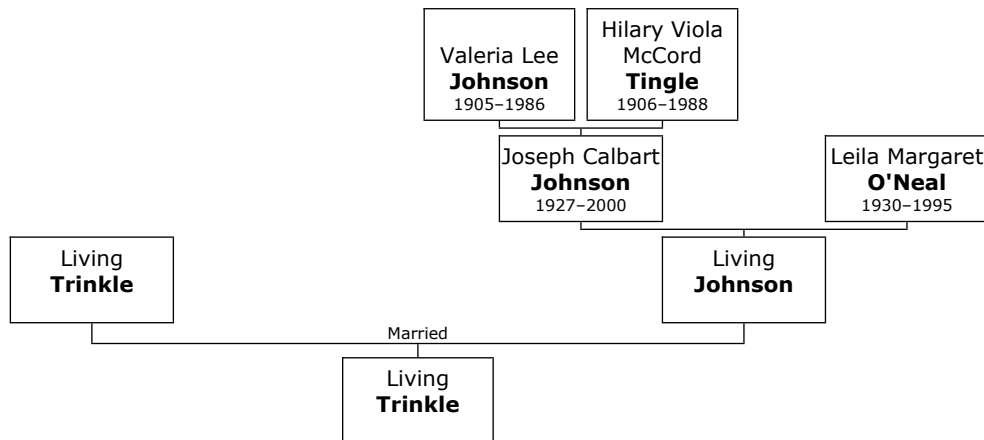 Valeria Lee
Johnson
1905–1986
Hilary Viola
McCord
Tingle
1906–1988
Joseph Calbart
Johnson
1927–2000
Leila Margaret
O'Neal
1930–1995
Living
Trinkle
Living
Johnson
Married
Living
Trinkle